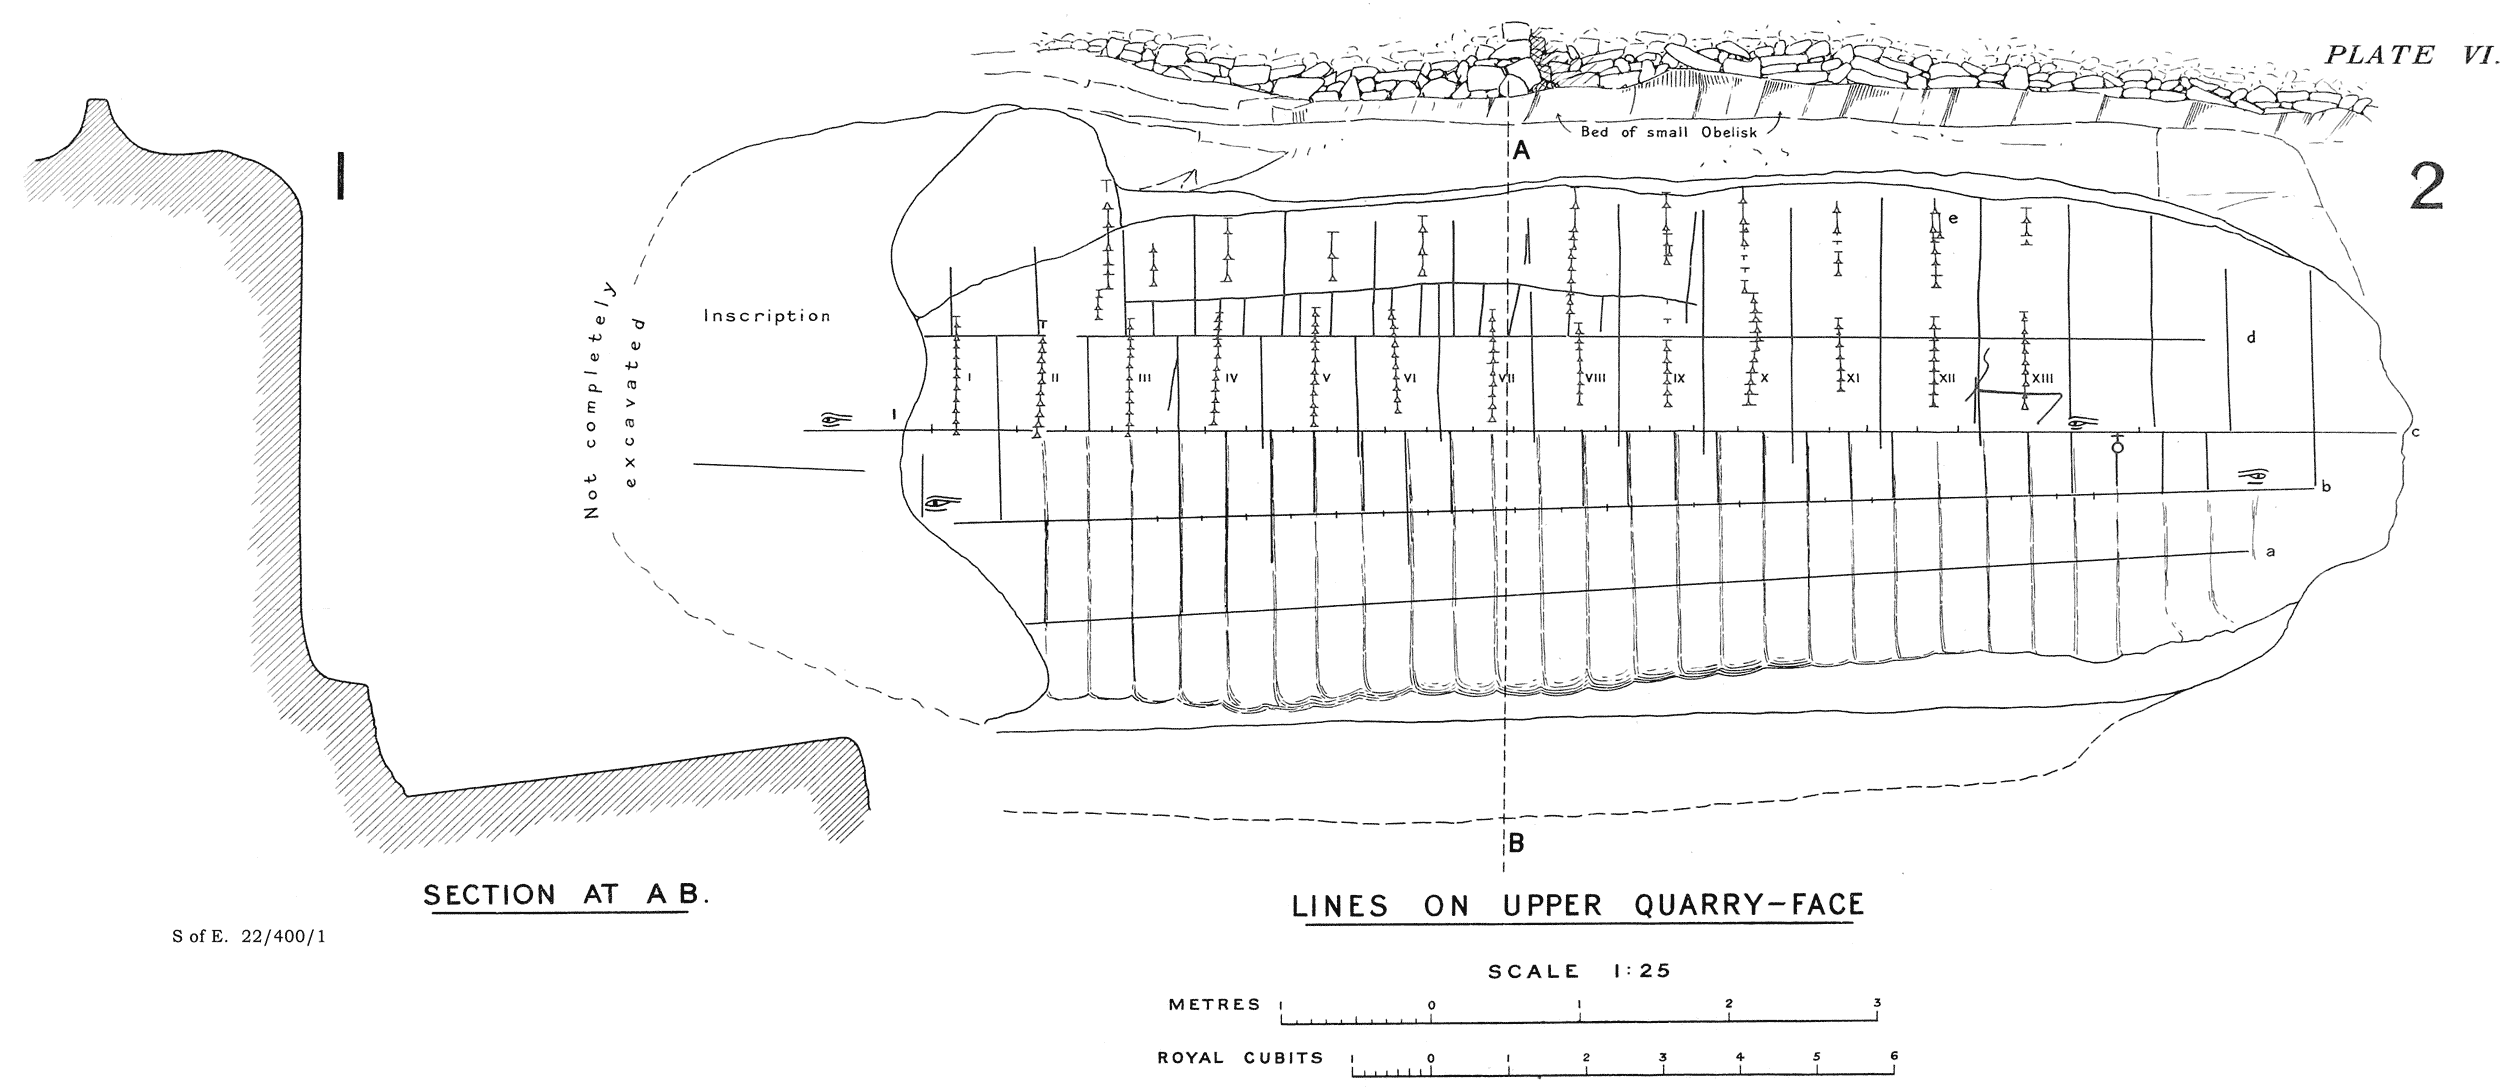 PLATE VI.
1
2
Bed of small Obelisk
A
e
Inscription
Not completely
excavated
d
I II III IV V VI VII VIII IX X XI XII XIII
1
c
b
a
B
SECTION AT AB.
S of E. 22/400/1
LINES ON UPPER QUARRY-FACE
SCALE 1:25
METRES 1 0 1 2 3
ROYAL CUBITS 1 0 1 2 3 4 5 6